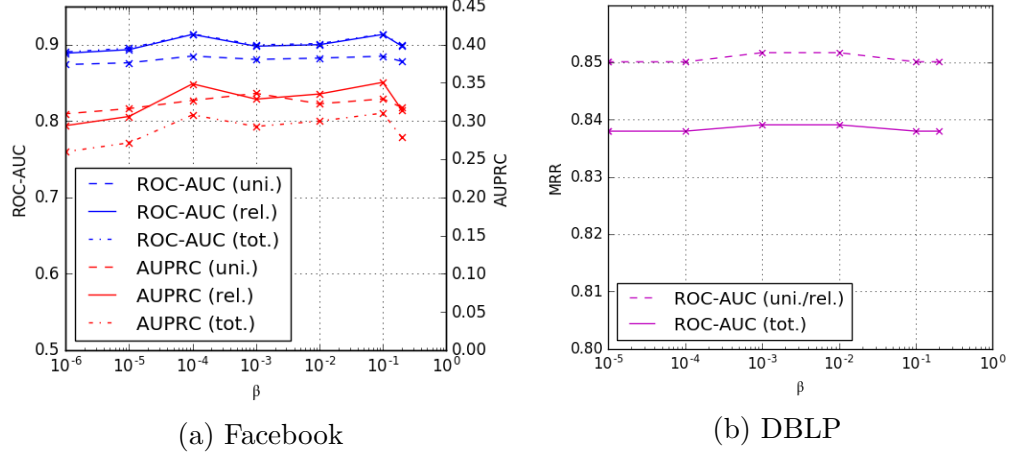 0.9
0.8
0.7
0.6
0.5
ROC-AUC
0.45
0.40
0.35
0.30
0.25
0.20
0.15
0.10
0.05
0.00
AUPRC
ROC-AUC (uni.)
ROC-AUC (rel.)
ROC-AUC (tot.)
AUPRC (uni.)
AUPRC (rel.)
AUPRC (tot.)
10⁻⁶ 10⁻⁵ 10⁻⁴ 10⁻³ 10⁻² 10⁻¹ 10⁰
β
(a) Facebook
0.85
0.84
0.83
0.82
0.81
0.80
MRR
ROC-AUC (uni./rel.)
ROC-AUC (tot.)
10⁻⁵ 10⁻⁴ 10⁻³ 10⁻² 10⁻¹ 10⁰
β
(b) DBLP